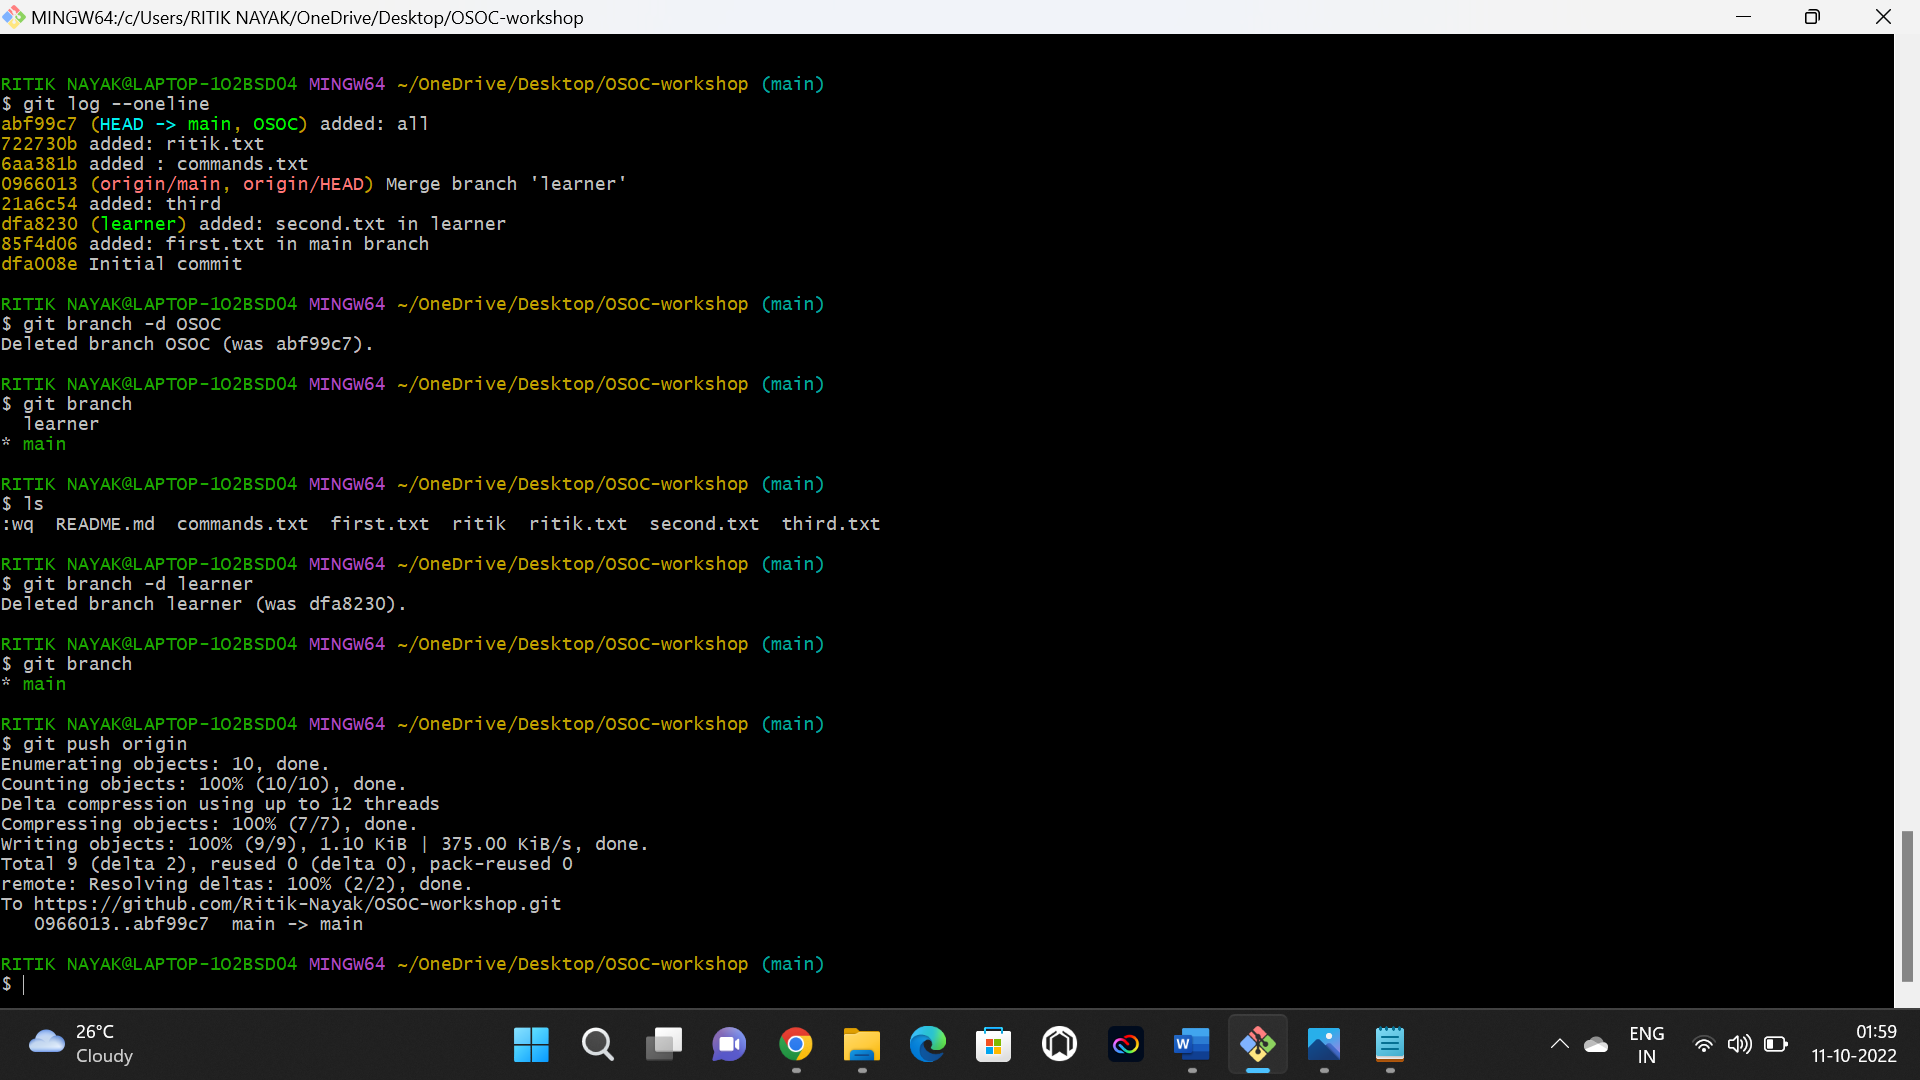 MINGW64:/c/Users/RITIK NAYAK/OneDrive/Desktop/OSOC-workshop
RITIK NAYAK@LAPTOP-1O2BSDO4 MINGW64 ~/OneDrive/Desktop/OSOC-workshop (main)
$ git log --oneline
abf99c7 (HEAD -> main, OSOC) added: all
722730b added: ritik.txt
6aa381b added : commands.txt
0966013 (origin/main, origin/HEAD) Merge branch 'learner'
21a6c54 added: third
dfa8230 (learner) added: second.txt in learner
85f4d06 added: first.txt in main branch
dfa008e Initial commit
RITIK NAYAK@LAPTOP-1O2BSDO4 MINGW64 ~/OneDrive/Desktop/OSOC-workshop (main)
$ git branch -d OSOC
Deleted branch OSOC (was abf99c7).
RITIK NAYAK@LAPTOP-1O2BSDO4 MINGW64 ~/OneDrive/Desktop/OSOC-workshop (main)
$ git branch
  learner
* main
RITIK NAYAK@LAPTOP-1O2BSDO4 MINGW64 ~/OneDrive/Desktop/OSOC-workshop (main)
$ ls
:wq  README.md  commands.txt  first.txt  ritik  ritik.txt  second.txt  third.txt
RITIK NAYAK@LAPTOP-1O2BSDO4 MINGW64 ~/OneDrive/Desktop/OSOC-workshop (main)
$ git branch -d learner
Deleted branch learner (was dfa8230).
RITIK NAYAK@LAPTOP-1O2BSDO4 MINGW64 ~/OneDrive/Desktop/OSOC-workshop (main)
$ git branch
* main
RITIK NAYAK@LAPTOP-1O2BSDO4 MINGW64 ~/OneDrive/Desktop/OSOC-workshop (main)
$ git push origin
Enumerating objects: 10, done.
Counting objects: 100% (10/10), done.
Delta compression using up to 12 threads
Compressing objects: 100% (7/7), done.
Writing objects: 100% (9/9), 1.10 KiB | 375.00 KiB/s, done.
Total 9 (delta 2), reused 0 (delta 0), pack-reused 0
remote: Resolving deltas: 100% (2/2), done.
To https://github.com/Ritik-Nayak/OSOC-workshop.git
   0966013..abf99c7  main -> main
RITIK NAYAK@LAPTOP-1O2BSDO4 MINGW64 ~/OneDrive/Desktop/OSOC-workshop (main)
$
26°C
Cloudy
W
ENG
IN
01:59
11-10-2022